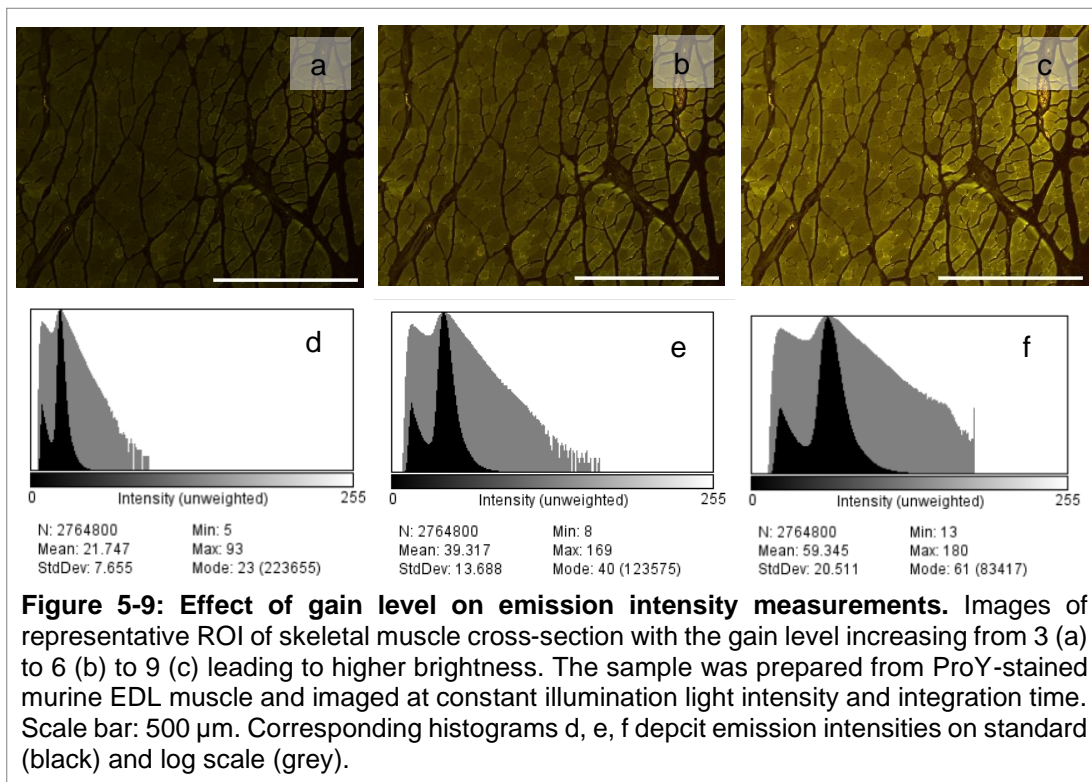 a
b
c
d
e
f
0 Intensity (unweighted) 255
N: 2764800 Min: 5
Mean: 21.747 Max: 93
StdDev: 7.655 Mode: 23 (223655)
0 Intensity (unweighted) 255
N: 2764800 Min: 8
Mean: 39.317 Max: 169
StdDev: 13.688 Mode: 40 (123575)
0 Intensity (unweighted) 255
N: 2764800 Min: 13
Mean: 59.345 Max: 180
StdDev: 20.511 Mode: 61 (83417)
Figure 5-9: Effect of gain level on emission intensity measurements. Images of
representative ROI of skeletal muscle cross-section with the gain level increasing from 3 (a)
to 6 (b) to 9 (c) leading to higher brightness. The sample was prepared from ProY-stained
murine EDL muscle and imaged at constant illumination light intensity and integration time.
Scale bar: 500 µm. Corresponding histograms d, e, f depcit emission intensities on standard
(black) and log scale (grey).